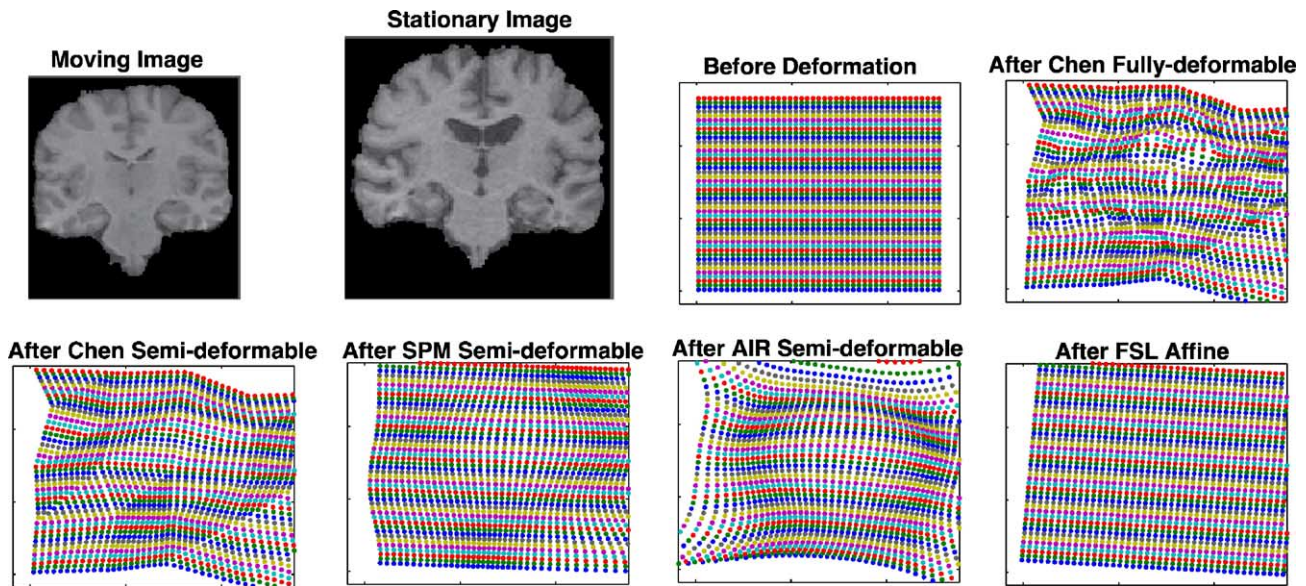 Moving Image
Stationary Image
Before Deformation
After Chen Fully-deformable
After Chen Semi-deformable
After SPM Semi-deformable
After AIR Semi-deformable
After FSL Affine